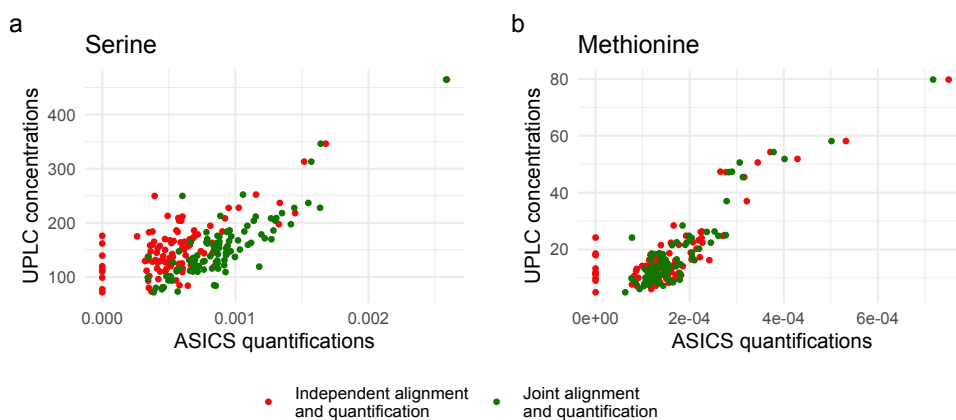 a
Serine
UPLC concentrations
400
300
200
100
0.000
0.001
0.002
ASICS quantifications
b
Methionine
UPLC concentrations
80
60
40
20
0e+00
2e-04
4e-04
6e-04
ASICS quantifications
Independent alignment
and quantification
Joint alignment
and quantification